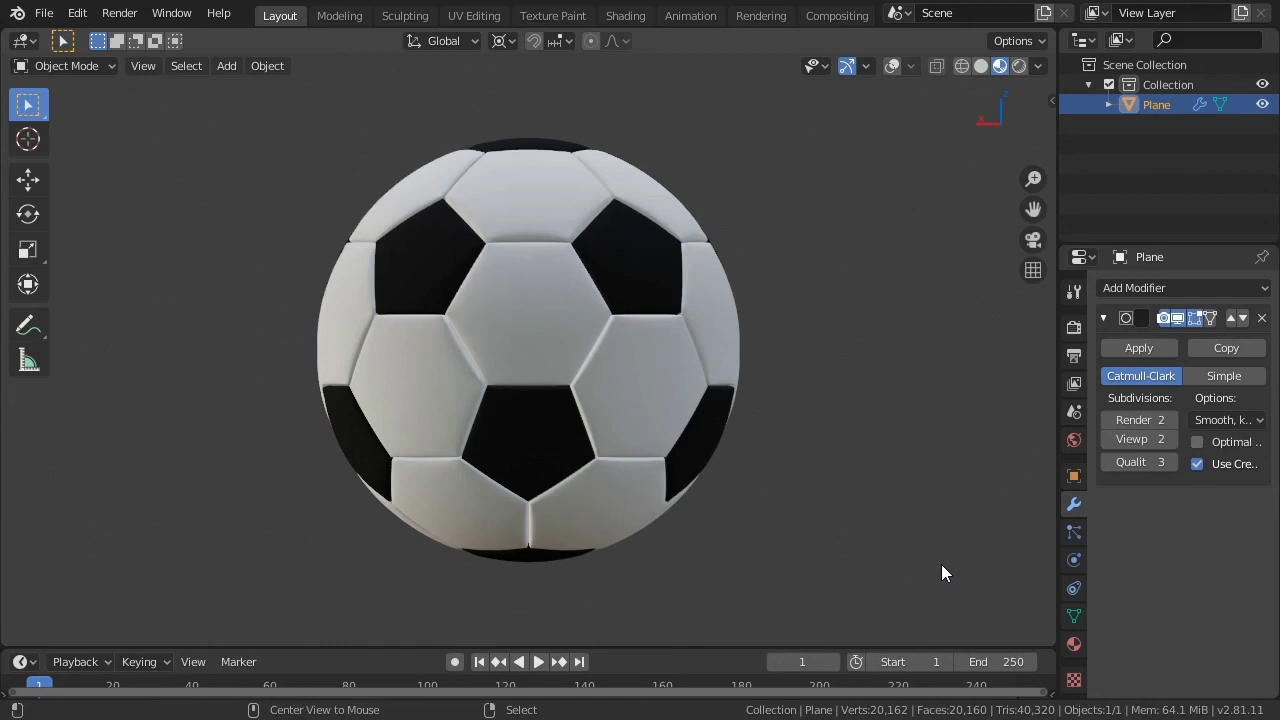 File Edit Render Window Help Layout Modeling Sculpting UV Editing Texture Paint Shading Animation Rendering Compositing Scene View Layer
Global Options
Object Mode View Select Add Object
Scene Collection
Collection
Plane
Z
X
Plane
Add Modifier
Apply Copy
Catmull-Clark Simple
Subdivisions: Options:
Render 2 Smooth, k..
Viewp 2 Optimal ..
Qualit 3 Use Cre..
Playback Keying View Marker 1 Start 1 End 250
1 20 40 60 80 100 120 140 160 180 200 220 240
Center View to Mouse Select Collection | Plane | Verts:20,162 | Faces:20,160 | Tris:40,320 | Objects:1/1 | Mem: 64.1 MiB | v2.81.11